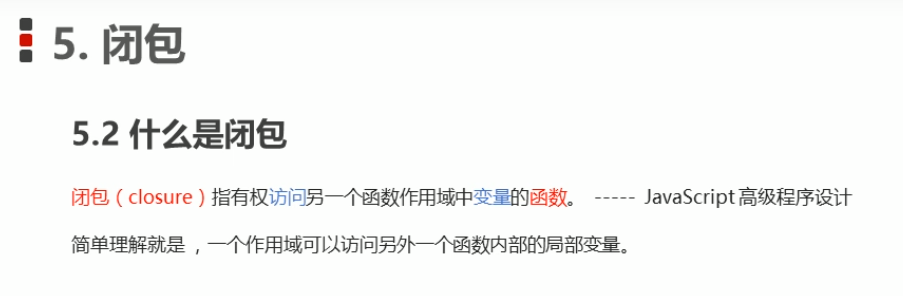 5. 闭包
5.2 什么是闭包
闭包（closure）指有权访问另一个函数作用域中变量的函数。 ----- JavaScript 高级程序设计
简单理解就是 ，一个作用域可以访问另外一个函数内部的局部变量。